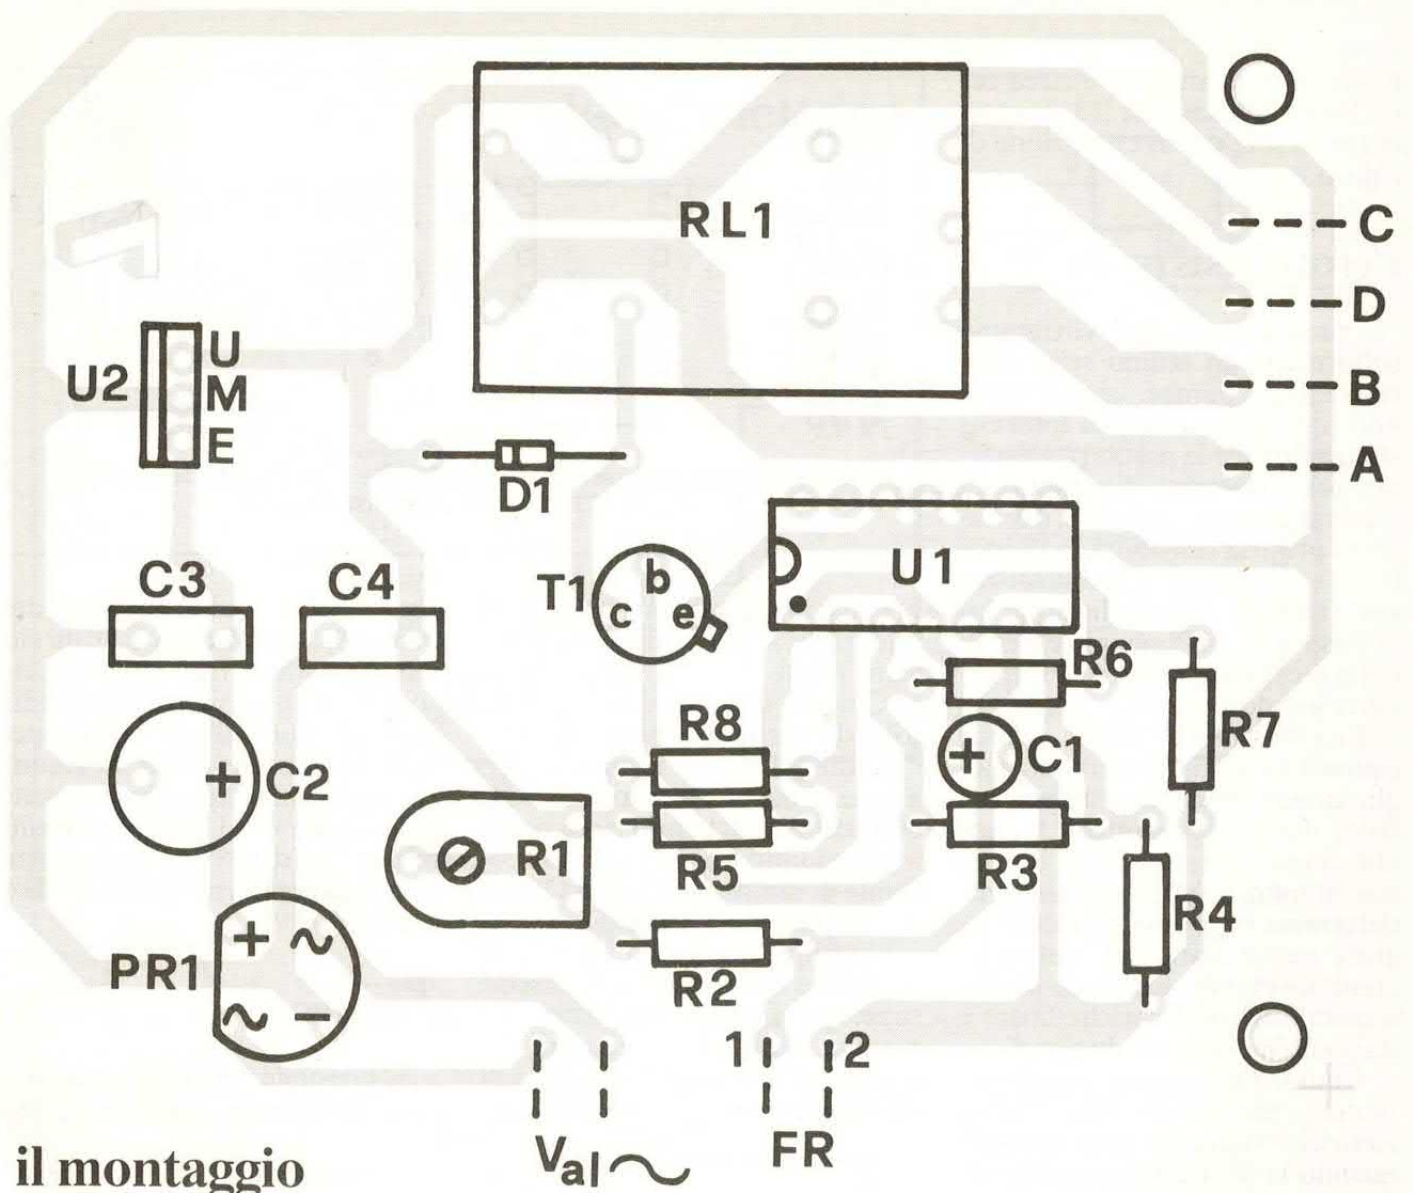 RL1
C
D
B
A
U2
U
M
E
D1
C3
C4
T1
b
c
e
U1
R6
R7
R8
+ C1
+ C2
R1
R5
R3
R4
PR1
+ ~
~ −
R2
1
2
Val ~
FR
il montaggio